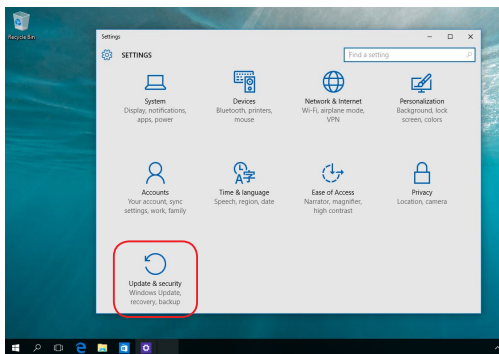 Recycle Bin
Settings
SETTINGS
Find a setting
System
Display, notifications,
apps, power
Devices
Bluetooth, printers,
mouse
Network & Internet
Wi-Fi, airplane mode,
VPN
Personalization
Background, lock
screen, colors
Accounts
Your account, sync
settings, work, family
A字
Time & language
Speech, region, date
Ease of Access
Narrator, magnifier,
high contrast
Privacy
Location, camera
Update & security
Windows Update,
recovery, backup